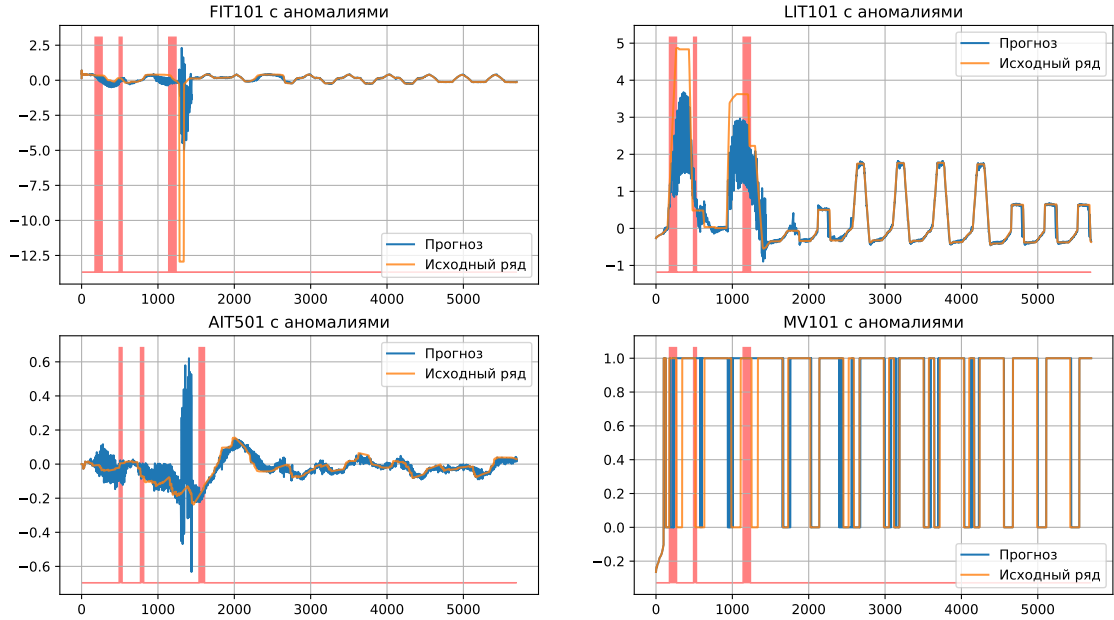 FIT101 с аномалиями
2.5
0.0
−2.5
−5.0
−7.5
−10.0
−12.5
Прогноз
Исходный ряд
0 1000 2000 3000 4000 5000
LIT101 с аномалиями
5
4
3
2
1
0
−1
Прогноз
Исходный ряд
0 1000 2000 3000 4000 5000
AIT501 с аномалиями
0.6
0.4
0.2
0.0
−0.2
−0.4
−0.6
Прогноз
Исходный ряд
0 1000 2000 3000 4000 5000
MV101 с аномалиями
1.0
0.8
0.6
0.4
0.2
0.0
−0.2
Прогноз
Исходный ряд
0 1000 2000 3000 4000 5000